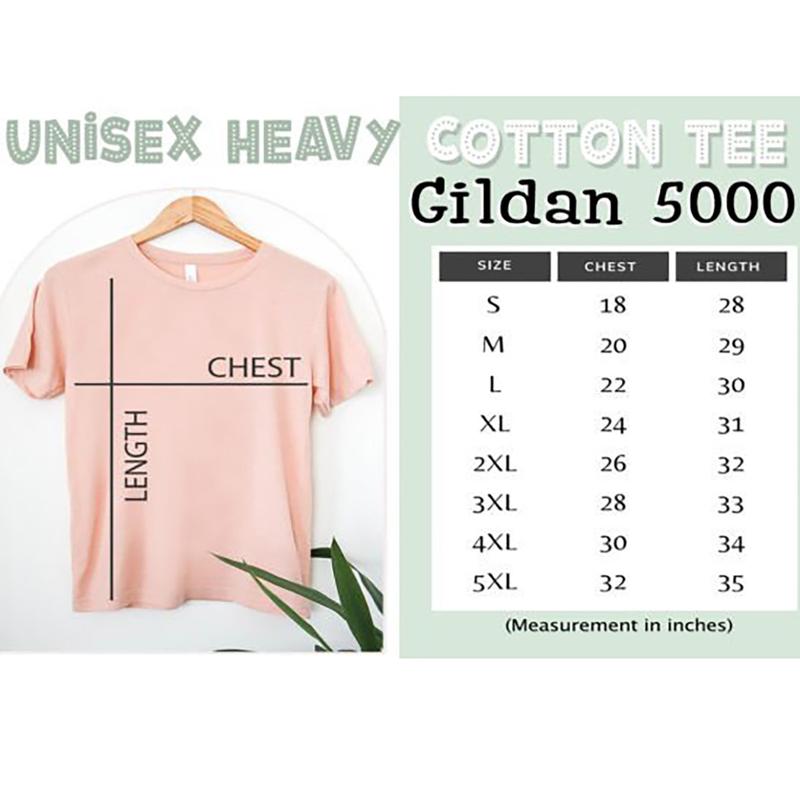 UNiSEX HEAVY COTTON TEE
Gildan 5000
CHEST
LENGTH
SIZE CHEST LENGTH
S 18 28
M 20 29
L 22 30
XL 24 31
2XL 26 32
3XL 28 33
4XL 30 34
5XL 32 35
(Measurement in inches)